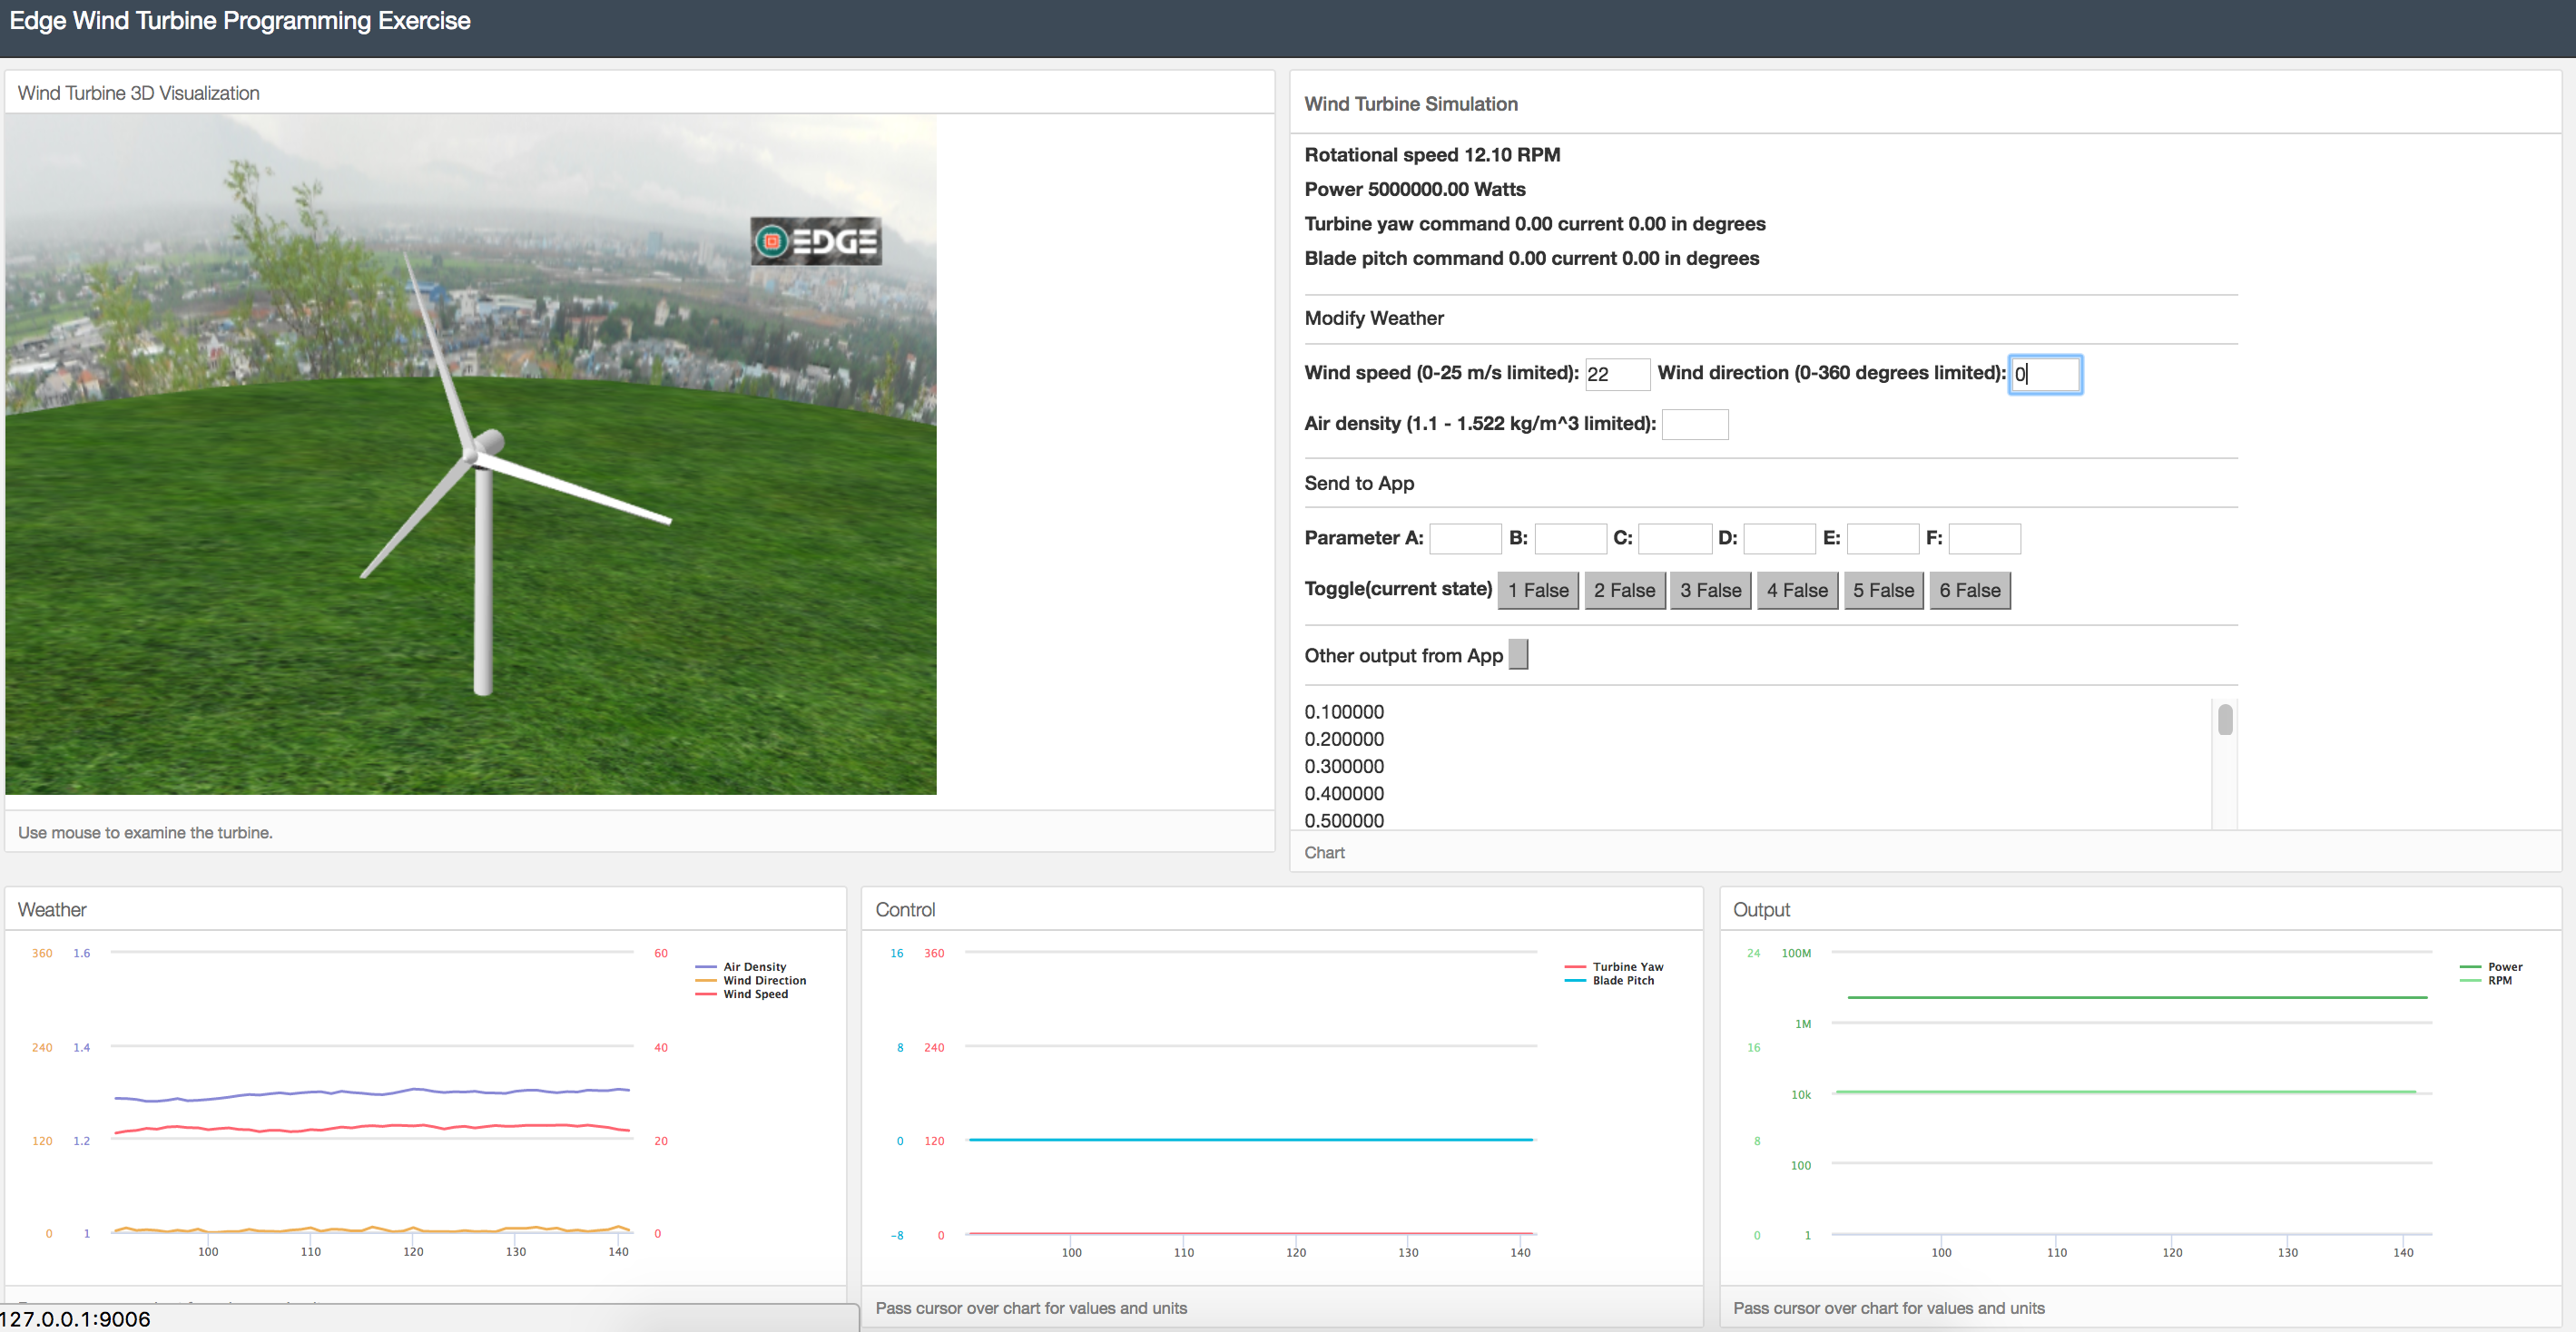 Edge Wind Turbine Programming Exercise
Wind Turbine 3D Visualization
EDGE
Use mouse to examine the turbine.
Wind Turbine Simulation
Rotational speed 12.10 RPM
Power 5000000.00 Watts
Turbine yaw command 0.00 current 0.00 in degrees
Blade pitch command 0.00 current 0.00 in degrees
Modify Weather
Wind speed (0-25 m/s limited): 22 Wind direction (0-360 degrees limited): 0
Air density (1.1 - 1.522 kg/m^3 limited):
Send to App
Parameter A: B: C: D: E: F:
Toggle(current state) 1 False 2 False 3 False 4 False 5 False 6 False
Other output from App
0.100000
0.200000
0.300000
0.400000
0.500000
Chart
Weather
360 1.6 60
240 1.4 40
120 1.2 20
0 1 0
100 110 120 130 140
Air Density
Wind Direction
Wind Speed
Control
16 360
8 240
0 120
-8 0
100 110 120 130 140
Turbine Yaw
Blade Pitch
Pass cursor over chart for values and units
Output
24 100M
1M
16
10k
8
100
0 1
100 110 120 130 140
Power
RPM
Pass cursor over chart for values and units
127.0.0.1:9006